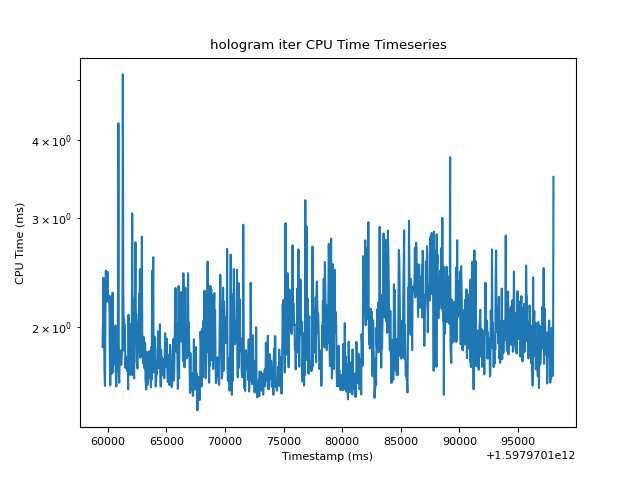 hologram iter CPU Time Timeseries
CPU Time (ms)
4 × 10⁰
3 × 10⁰
2 × 10⁰
60000 65000 70000 75000 80000 85000 90000 95000
Timestamp (ms)
+1.5979701e12